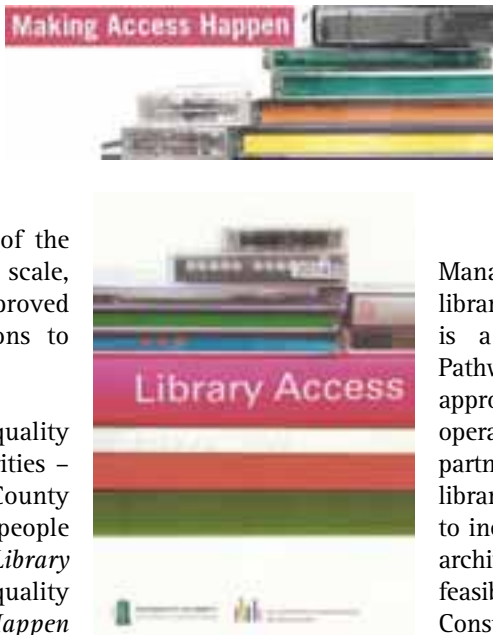 Making Access Happen
of the
scale,
proved
ons to
quality
ities –
County
people
Library
quality
Happen
Library Access
Mana
librar
is a
Pathw
appro
opera
partn
librar
to inc
archit
feasib
Const